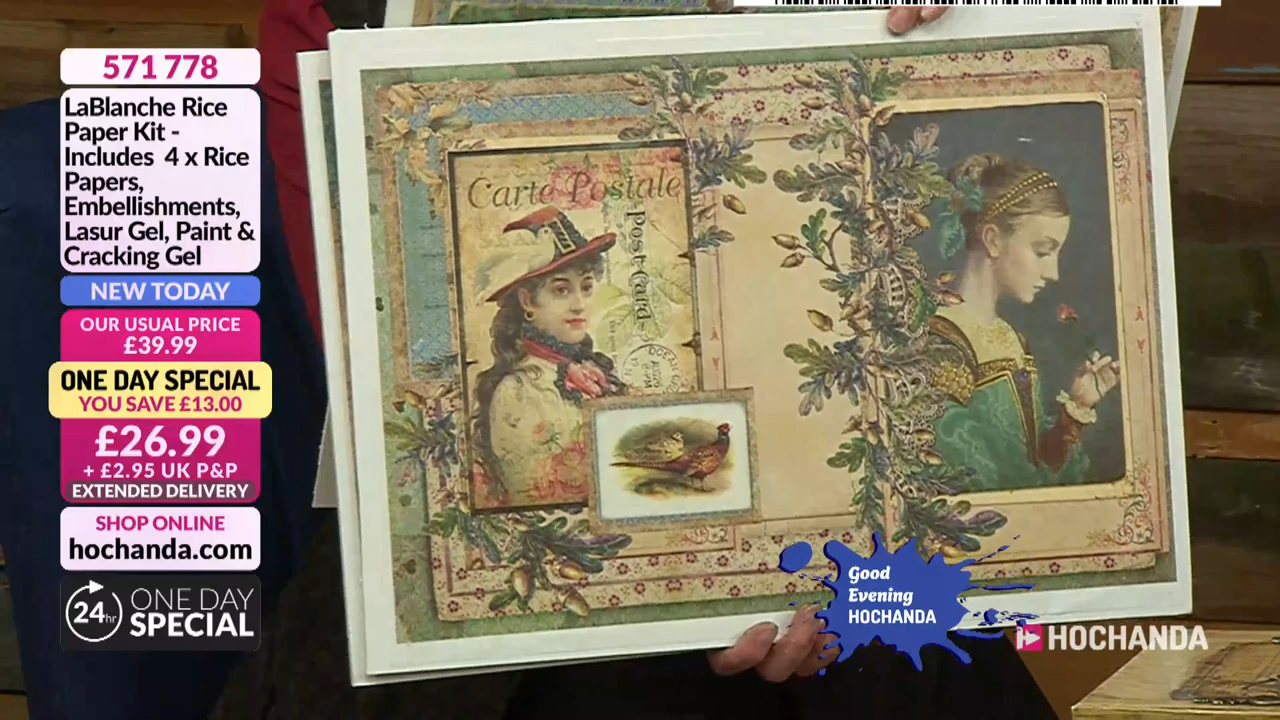 571 778
LaBlanche Rice
Paper Kit -
Includes 4 x Rice
Papers,
Embellishments,
Lasur Gel, Paint &
Cracking Gel
NEW TODAY
OUR USUAL PRICE
£39.99
ONE DAY SPECIAL
YOU SAVE £13.00
£26.99
+ £2.95 UK P&P
EXTENDED DELIVERY
SHOP ONLINE
hochanda.com
24hr
ONE DAY
SPECIAL
Carte Postale
Post Card
Good
Evening
HOCHANDA
HOCHANDA